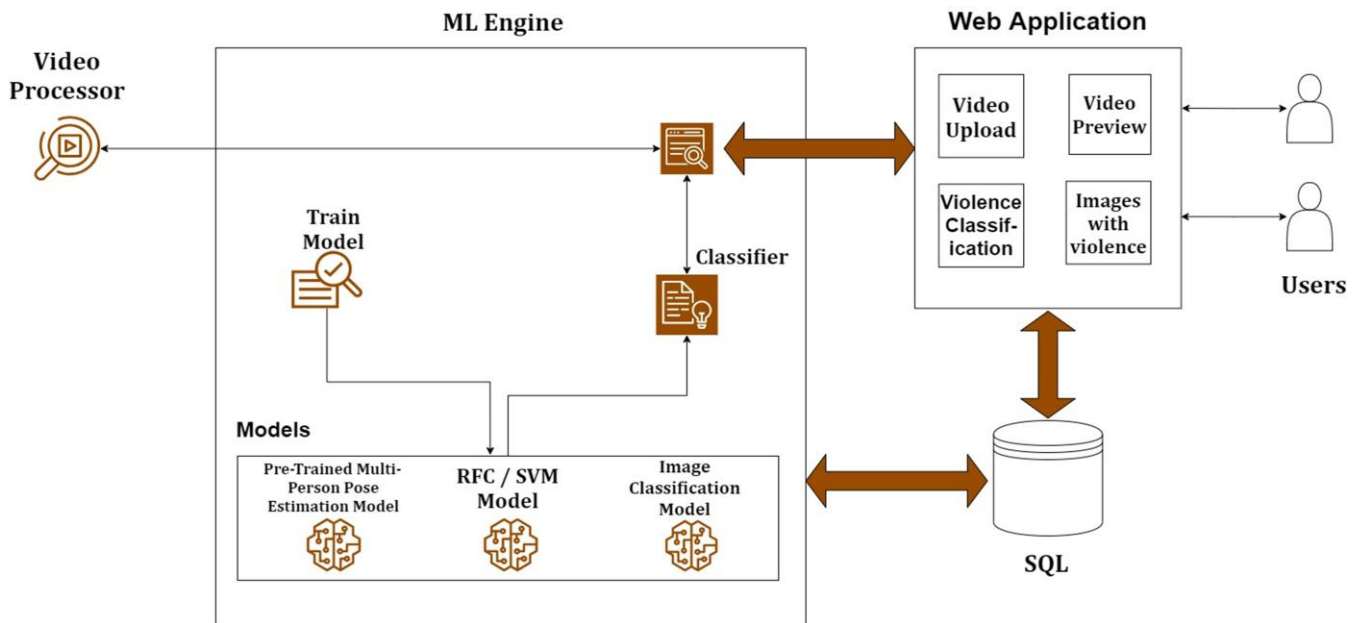 ML Engine
Web Application
Video
Processor
Video
Upload
Video
Preview
Violence
Classif-
ication
Images
with
violence
Users
Train
Model
Classifier
Models
Pre-Trained Multi-
Person Pose
Estimation Model
RFC / SVM
Model
Image
Classification
Model
SQL